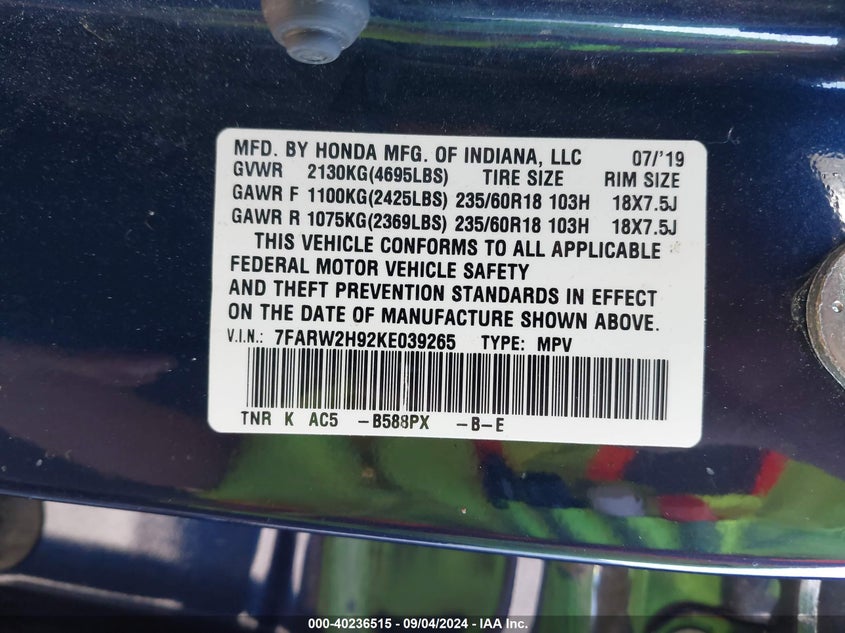 MFD. BY HONDA MFG. OF INDIANA, LLC 07/'19
GVWR 2130KG(4695LBS) TIRE SIZE RIM SIZE
GAWR F 1100KG(2425LBS) 235/60R18 103H 18X7.5J
GAWR R 1075KG(2369LBS) 235/60R18 103H 18X7.5J
THIS VEHICLE CONFORMS TO ALL APPLICABLE
FEDERAL MOTOR VEHICLE SAFETY
AND THEFT PREVENTION STANDARDS IN EFFECT
ON THE DATE OF MANUFACTURE SHOWN ABOVE.
V.I.N.: 7FARW2H92KE039265 TYPE: MPV
TNR K AC5 -B588PX -B-E
000-40236515 - 09/04/2024 - IAA Inc.